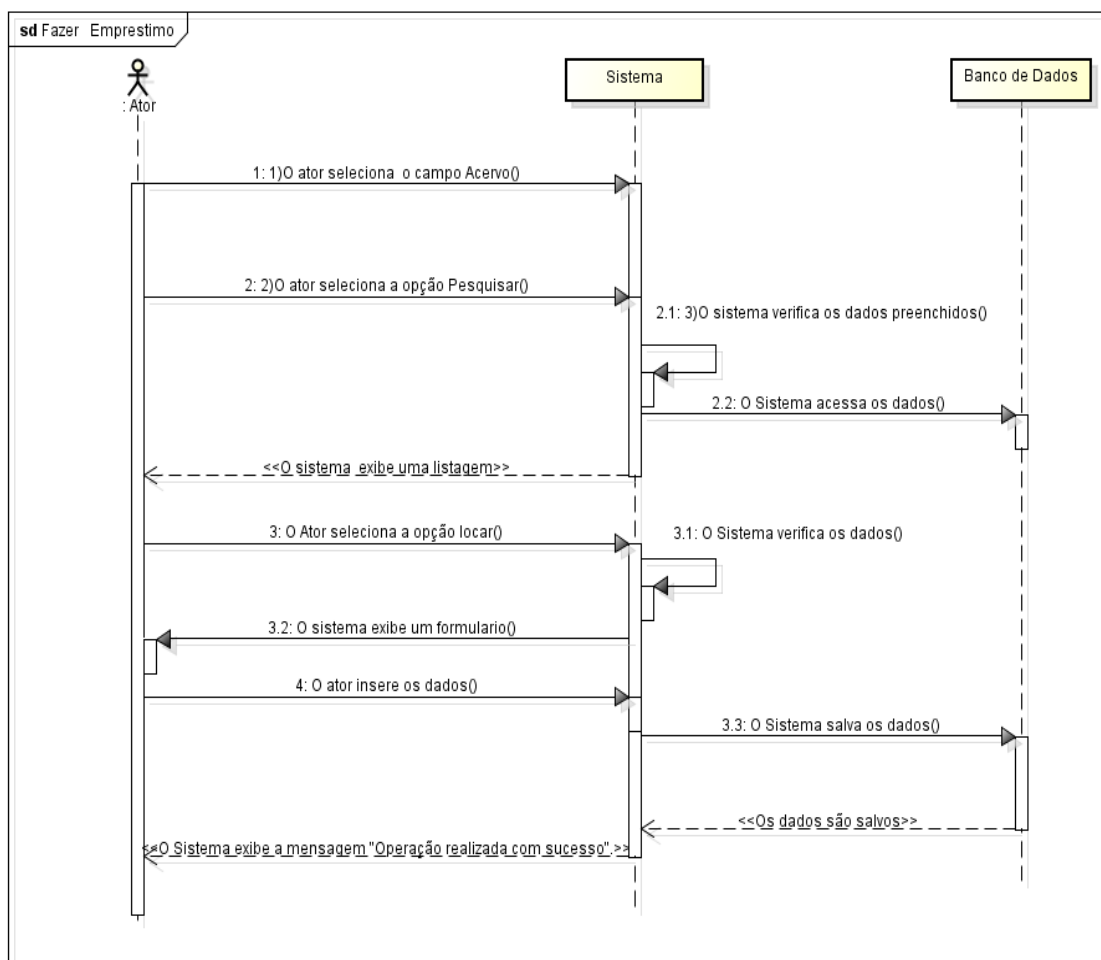 sd Fazer Emprestimo
: Ator
Sistema
Banco de Dados
1: 1)O ator seleciona o campo Acervo()
2: 2)O ator seleciona a opção Pesquisar()
2.1: 3)O sistema verifica os dados preenchidos()
2.2: O Sistema acessa os dados()
<<O sistema exibe uma listagem>>
3: O Ator seleciona a opção locar()
3.1: O Sistema verifica os dados()
3.2: O sistema exibe um formulario()
4: O ator insere os dados()
3.3: O Sistema salva os dados()
<<Os dados são salvos>>
<<O Sistema exibe a mensagem "Operação realizada com sucesso".>>